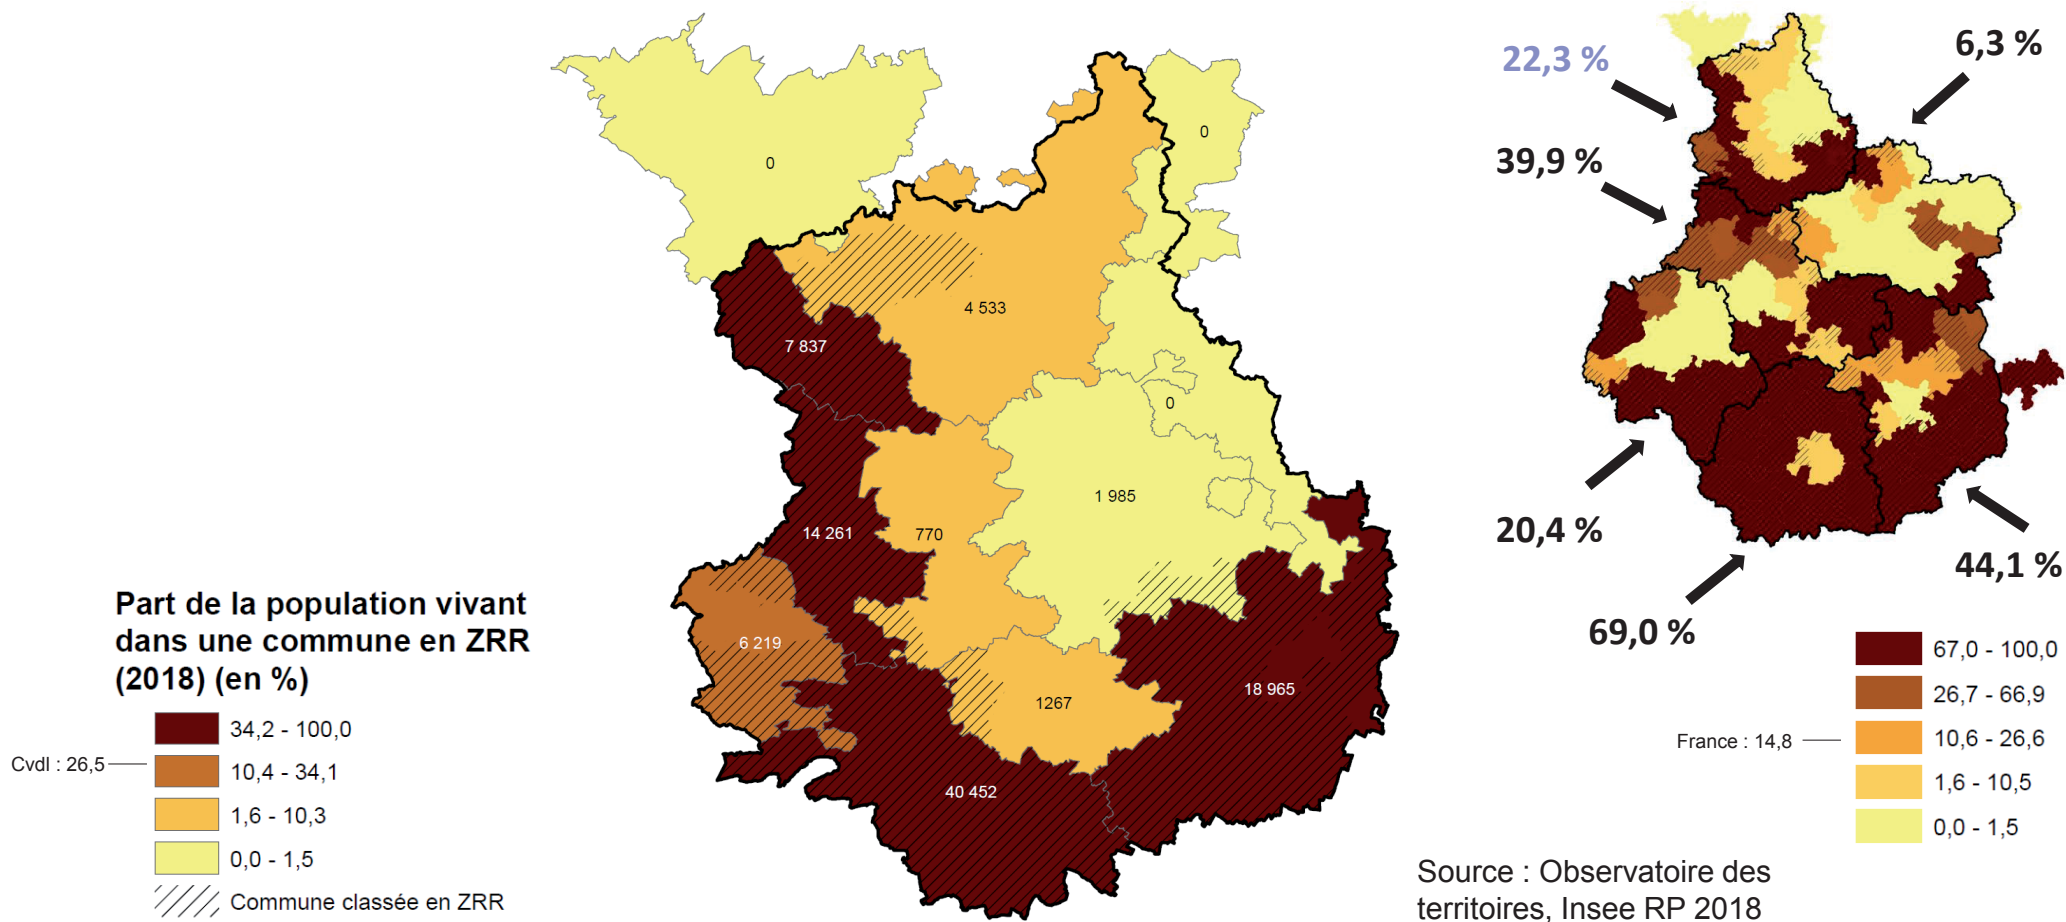 0
0
4 533
7 837
0
1 985
14 261
770
6 219
18 965
1267
40 452
Part de la population vivant
dans une commune en ZRR
(2018) (en %)
34,2 - 100,0
Cvdl : 26,5
10,4 - 34,1
1,6 - 10,3
0,0 - 1,5
Commune classée en ZRR
22,3 %
6,3 %
39,9 %
20,4 %
44,1 %
69,0 %
67,0 - 100,0
26,7 - 66,9
France : 14,8
10,6 - 26,6
1,6 - 10,5
0,0 - 1,5
Source : Observatoire des
territoires, Insee RP 2018